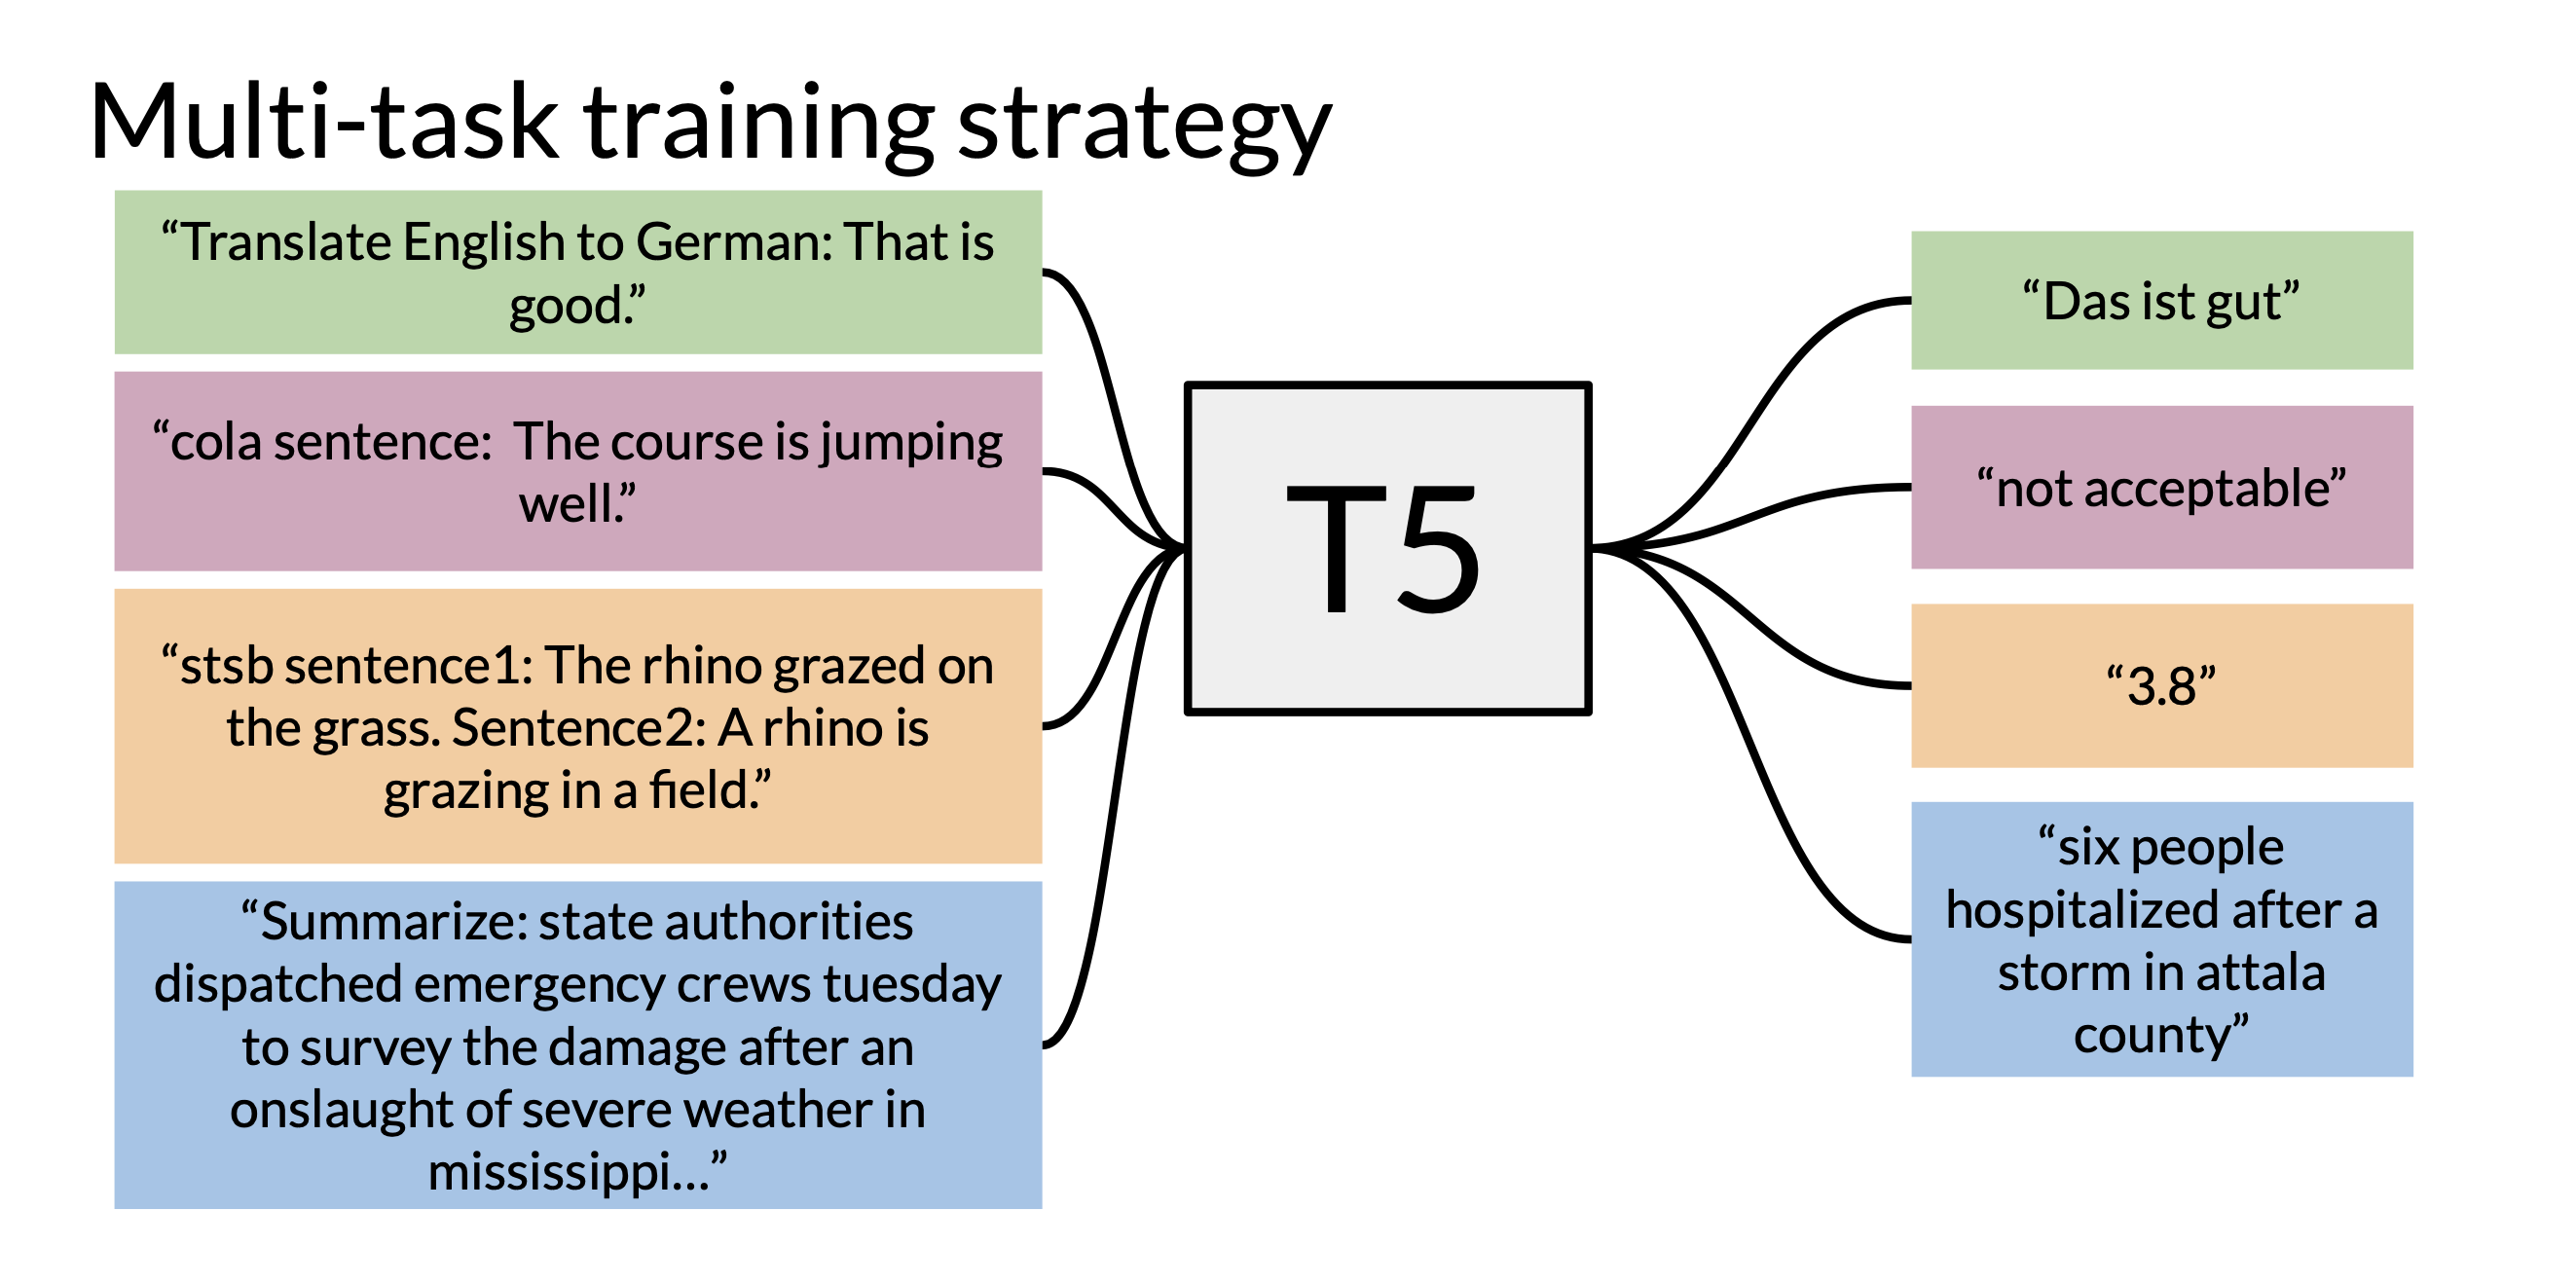 Multi-task training strategy
“Translate English to German: That is
good.”
“cola sentence:  The course is jumping
well.”
“stsb sentence1: The rhino grazed on
the grass. Sentence2: A rhino is
grazing in a field.”
“Summarize: state authorities
dispatched emergency crews tuesday
to survey the damage after an
onslaught of severe weather in
mississippi...”
T5
“Das ist gut”
“not acceptable”
“3.8”
“six people
hospitalized after a
storm in attala
county”